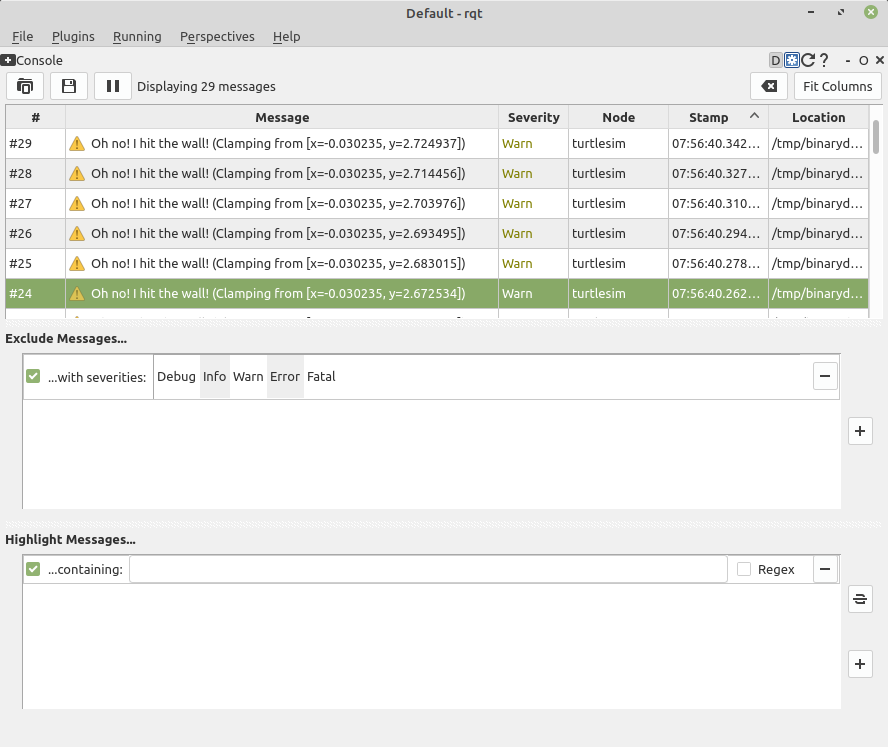 Default - rqt
File Plugins Running Perspectives Help
Console D ? - O
Displaying 29 messages Fit Columns
# Message Severity Node Stamp Location
#29 Oh no! I hit the wall! (Clamping from [x=-0.030235, y=2.724937]) Warn turtlesim 07:56:40.342... /tmp/binaryd...
#28 Oh no! I hit the wall! (Clamping from [x=-0.030235, y=2.714456]) Warn turtlesim 07:56:40.327... /tmp/binaryd...
#27 Oh no! I hit the wall! (Clamping from [x=-0.030235, y=2.703976]) Warn turtlesim 07:56:40.310... /tmp/binaryd...
#26 Oh no! I hit the wall! (Clamping from [x=-0.030235, y=2.693495]) Warn turtlesim 07:56:40.294... /tmp/binaryd...
#25 Oh no! I hit the wall! (Clamping from [x=-0.030235, y=2.683015]) Warn turtlesim 07:56:40.278... /tmp/binaryd...
#24 Oh no! I hit the wall! (Clamping from [x=-0.030235, y=2.672534]) Warn turtlesim 07:56:40.262... /tmp/binaryd...
Exclude Messages...
...with severities: Debug Info Warn Error Fatal
Highlight Messages...
...containing: Regex